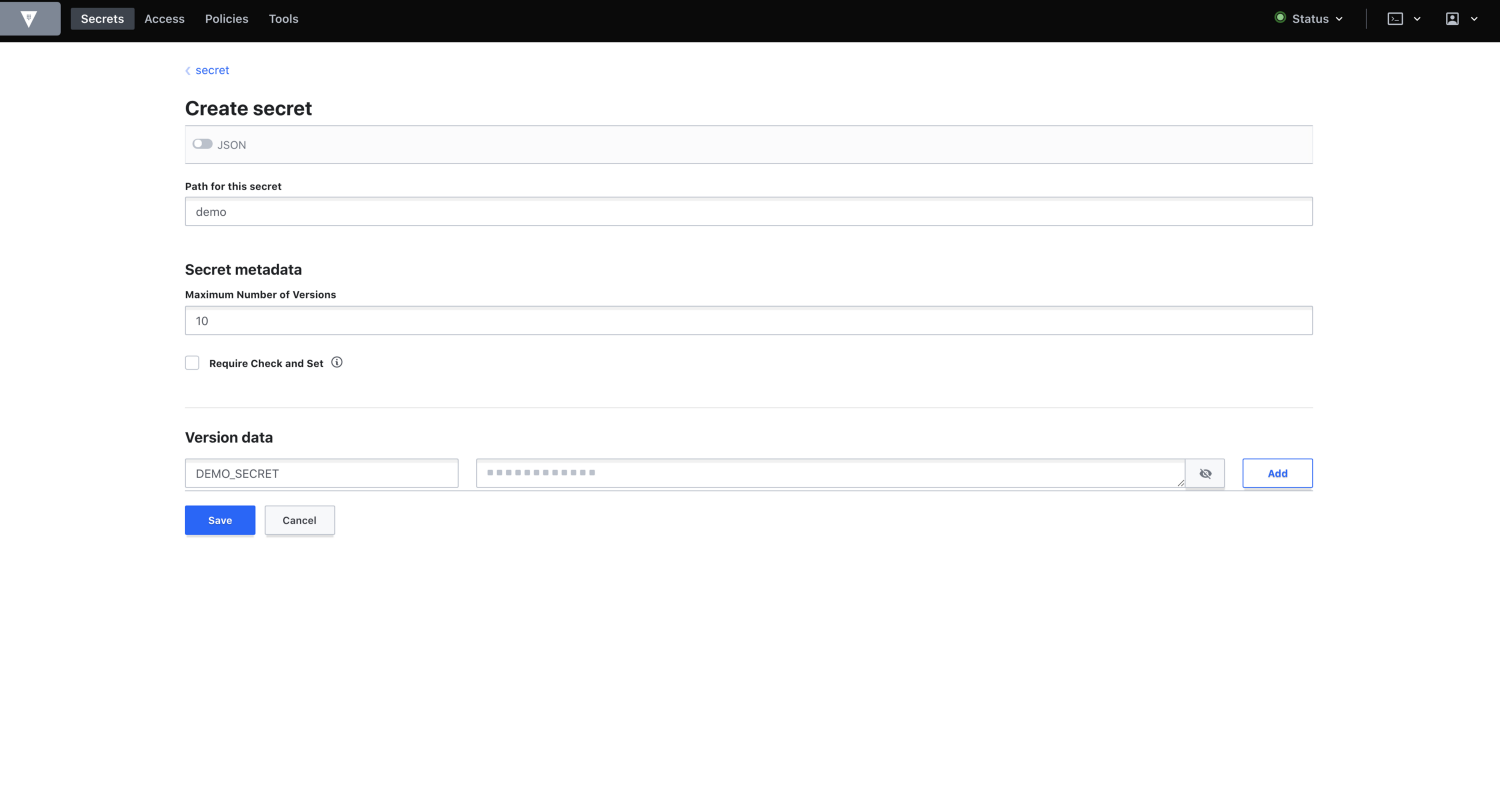 Secrets Access Policies Tools Status
secret
Create secret
JSON
Path for this secret
demo
Secret metadata
Maximum Number of Versions
10
Require Check and Set
Version data
DEMO_SECRET Add
Save Cancel